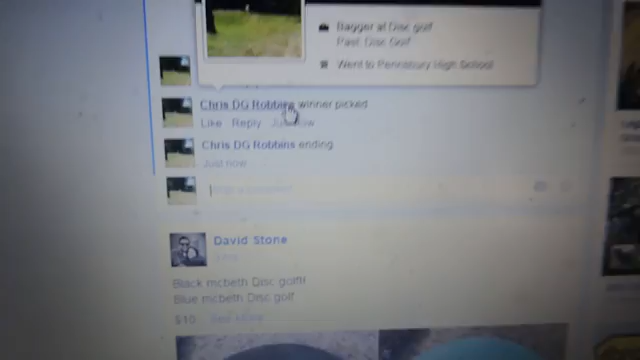 Bagger at Disc golf
Past: Disc Golf
Went to Pennsbury High School
Chris DG Robbins winner picked
Like Reply Just now
Chris DG Robbins ending
Just now
David Stone
Black mcbeth Disc golf!!
Blue mcbeth Disc golf
$10 See More